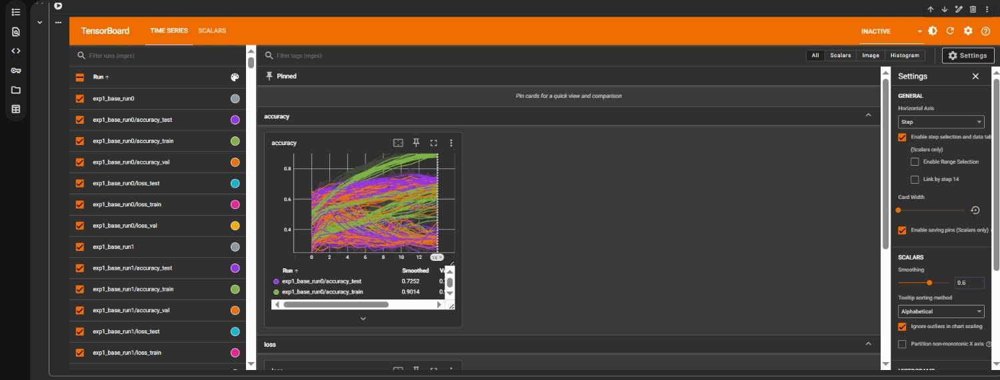 TensorBoard TIME SERIES SCALARS INACTIVE
Filter runs (regex)
Run
exp1_base_run0
exp1_base_run0/accuracy_test
exp1_base_run0/accuracy_train
exp1_base_run0/accuracy_val
exp1_base_run0/loss_test
exp1_base_run0/loss_train
exp1_base_run0/loss_val
exp1_base_run1
exp1_base_run1/accuracy_test
exp1_base_run1/accuracy_train
exp1_base_run1/accuracy_val
exp1_base_run1/loss_test
exp1_base_run1/loss_train
Filter tags (regex) All Scalars Image Histogram Settings
Pinned
Pin cards for a quick view and comparison
accuracy
accuracy
0.8
0.6
0.4
0 2 4 6 8 10 12 14
Run Smoothed
exp1_base_run0/accuracy_test 0.7252
exp1_base_run0/accuracy_train 0.9014
loss
Settings
GENERAL
Horizontal Axis
Step
Enable step selection and data
(Scalars only)
Enable Range Selection
Link by step 14
Card Width
Enable saving pins (Scalars only)
SCALARS
Smoothing
0.6
Tooltip sorting method
Alphabetical
Ignore outliers in chart scaling
Partition non-monotonic X axis